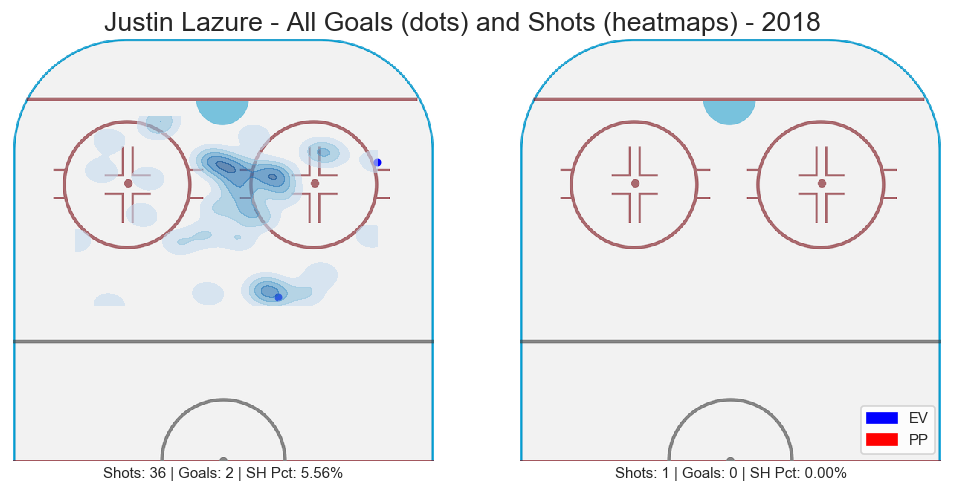 Justin Lazure - All Goals (dots) and Shots (heatmaps) - 2018
EV
PP
Shots: 36 | Goals: 2 | SH Pct: 5.56%
Shots: 1 | Goals: 0 | SH Pct: 0.00%